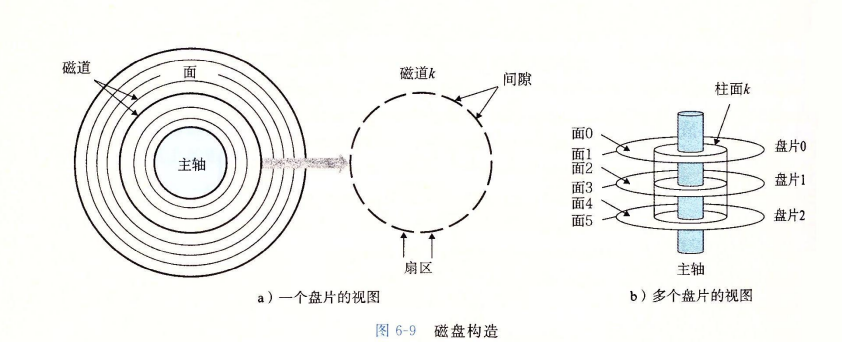 磁道
面
主轴
磁道k
间隙
扇区
a）一个盘片的视图
柱面k
面0
面1
面2
面3
面4
面5
盘片0
盘片1
盘片2
主轴
b）多个盘片的视图
图 6-9 磁盘构造